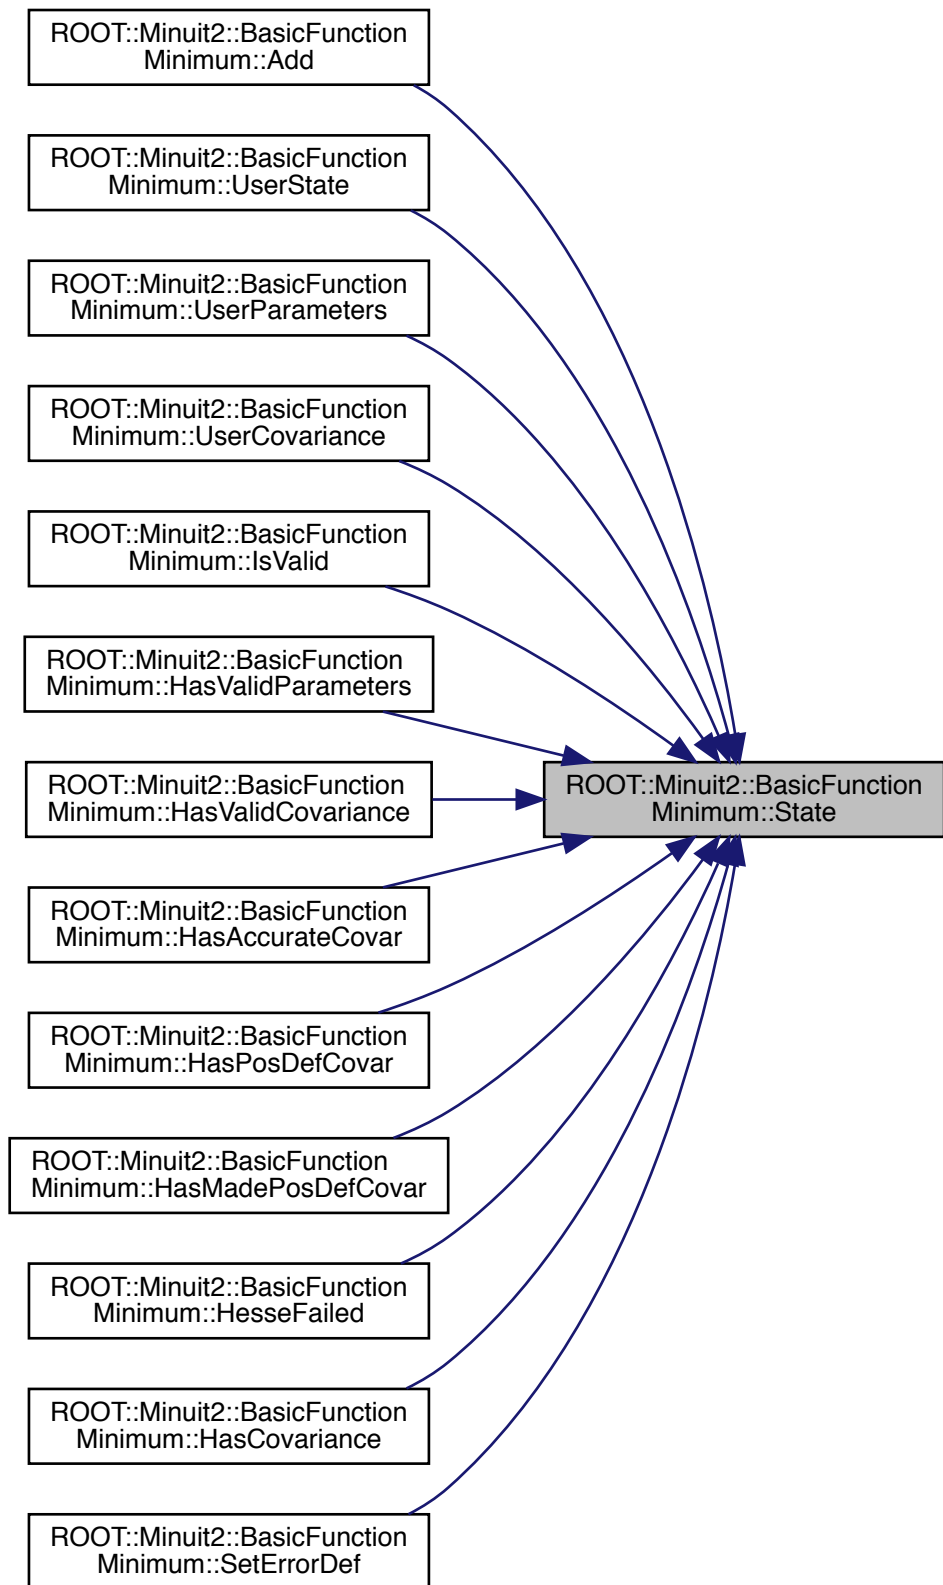 ROOT::Minuit2::BasicFunction
Minimum::Add
ROOT::Minuit2::BasicFunction
Minimum::UserState
ROOT::Minuit2::BasicFunction
Minimum::UserParameters
ROOT::Minuit2::BasicFunction
Minimum::UserCovariance
ROOT::Minuit2::BasicFunction
Minimum::IsValid
ROOT::Minuit2::BasicFunction
Minimum::HasValidParameters
ROOT::Minuit2::BasicFunction
Minimum::HasValidCovariance
ROOT::Minuit2::BasicFunction
Minimum::State
ROOT::Minuit2::BasicFunction
Minimum::HasAccurateCovar
ROOT::Minuit2::BasicFunction
Minimum::HasPosDefCovar
ROOT::Minuit2::BasicFunction
Minimum::HasMadePosDefCovar
ROOT::Minuit2::BasicFunction
Minimum::HesseFailed
ROOT::Minuit2::BasicFunction
Minimum::HasCovariance
ROOT::Minuit2::BasicFunction
Minimum::SetErrorDef